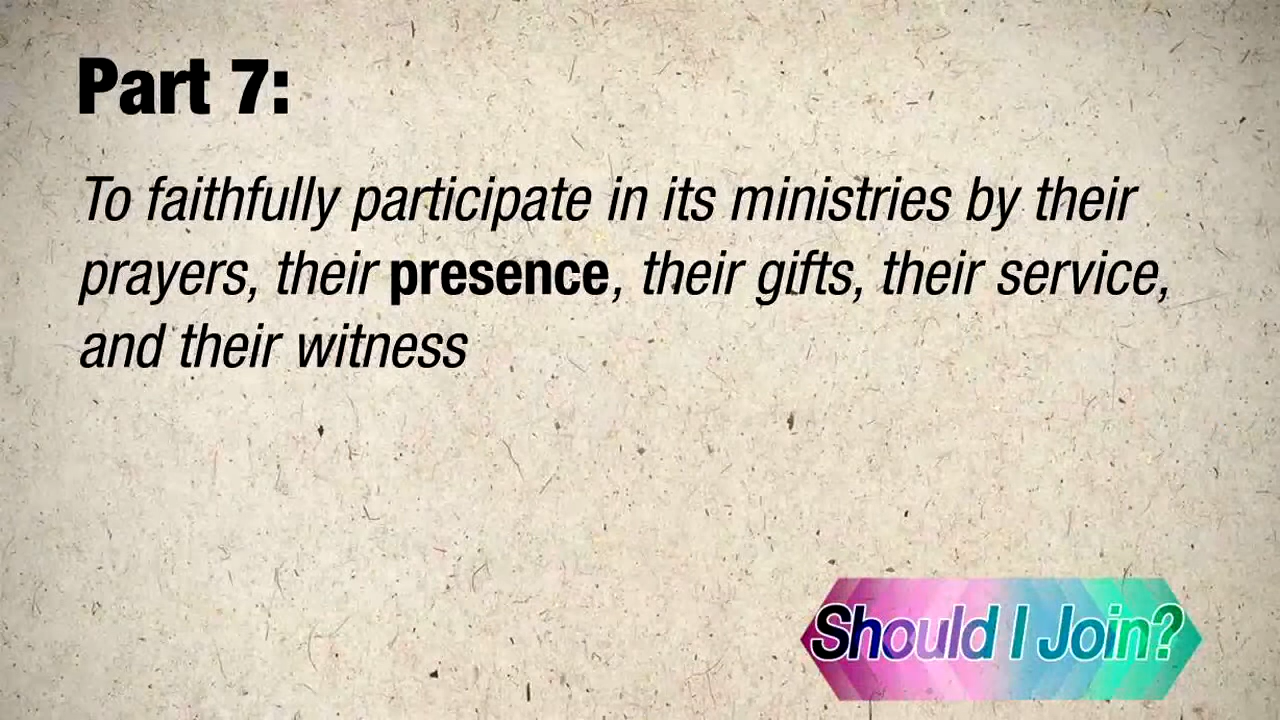 Part 7:
To faithfully participate in its ministries by their
prayers, their presence, their gifts, their service,
and their witness
Should I Join?